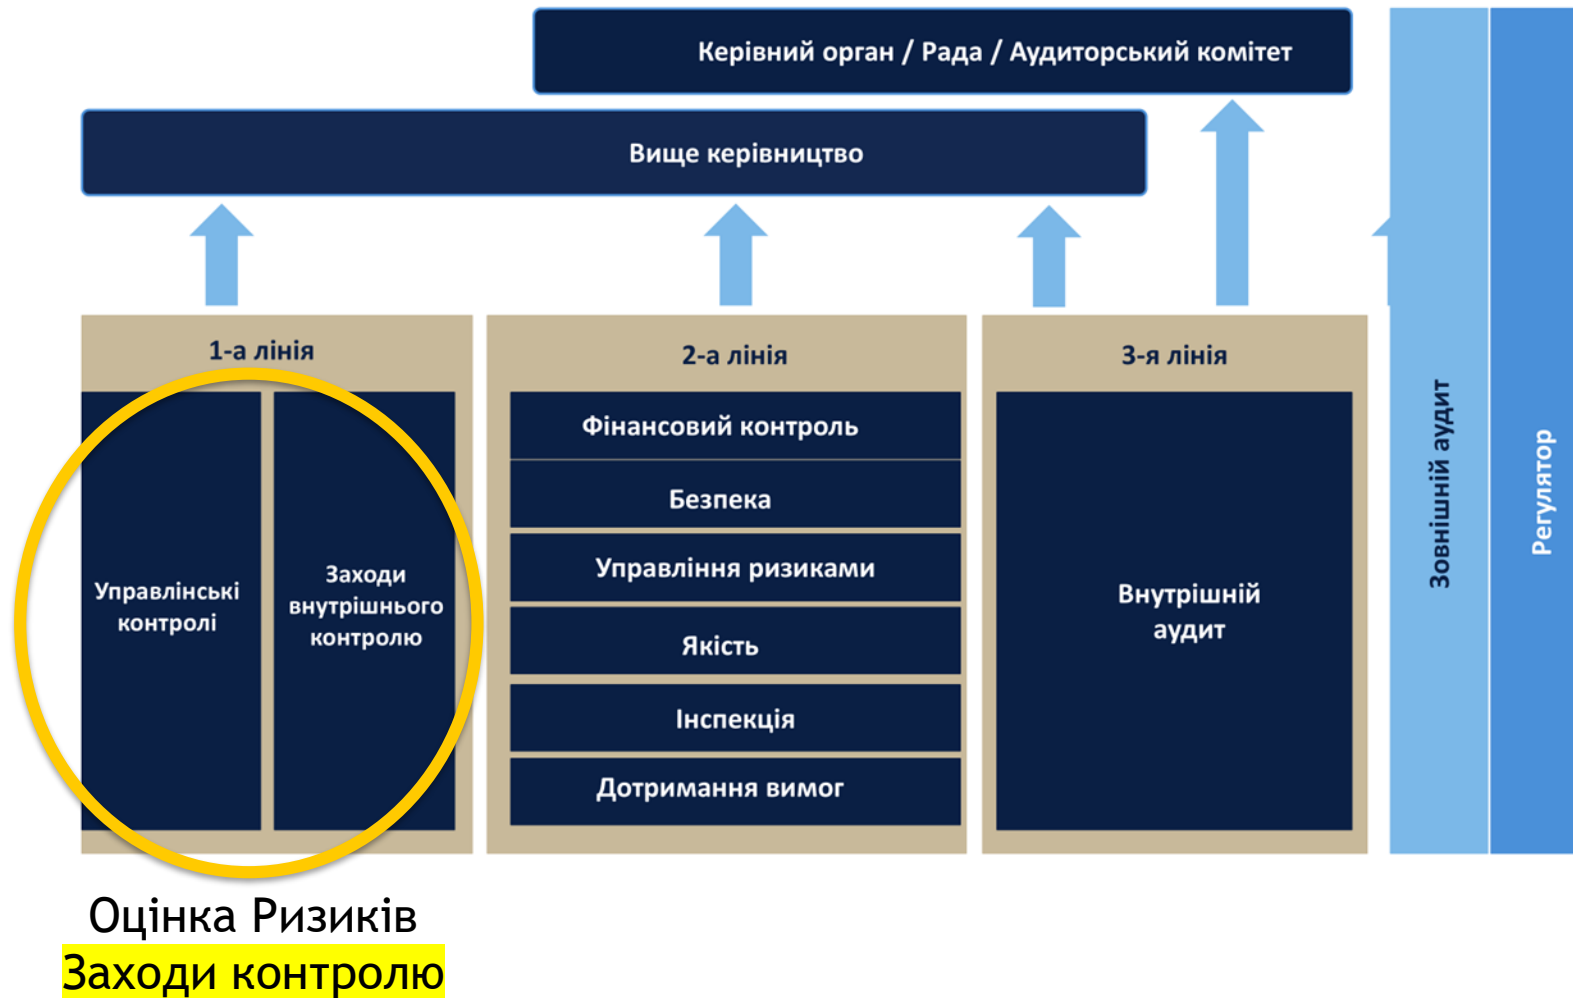 Керівний орган / Рада / Аудиторський комітет
Вище керівництво
1-а лінія
Управлінські
контролі
Заходи
внутрішнього
контролю
2-а лінія
Фінансовий контроль
Безпека
Управління ризиками
Якість
Інспекція
Дотримання вимог
3-я лінія
Внутрішній
аудит
Зовнішній аудит
Регулятор
Оцінка Ризиків
Заходи контролю